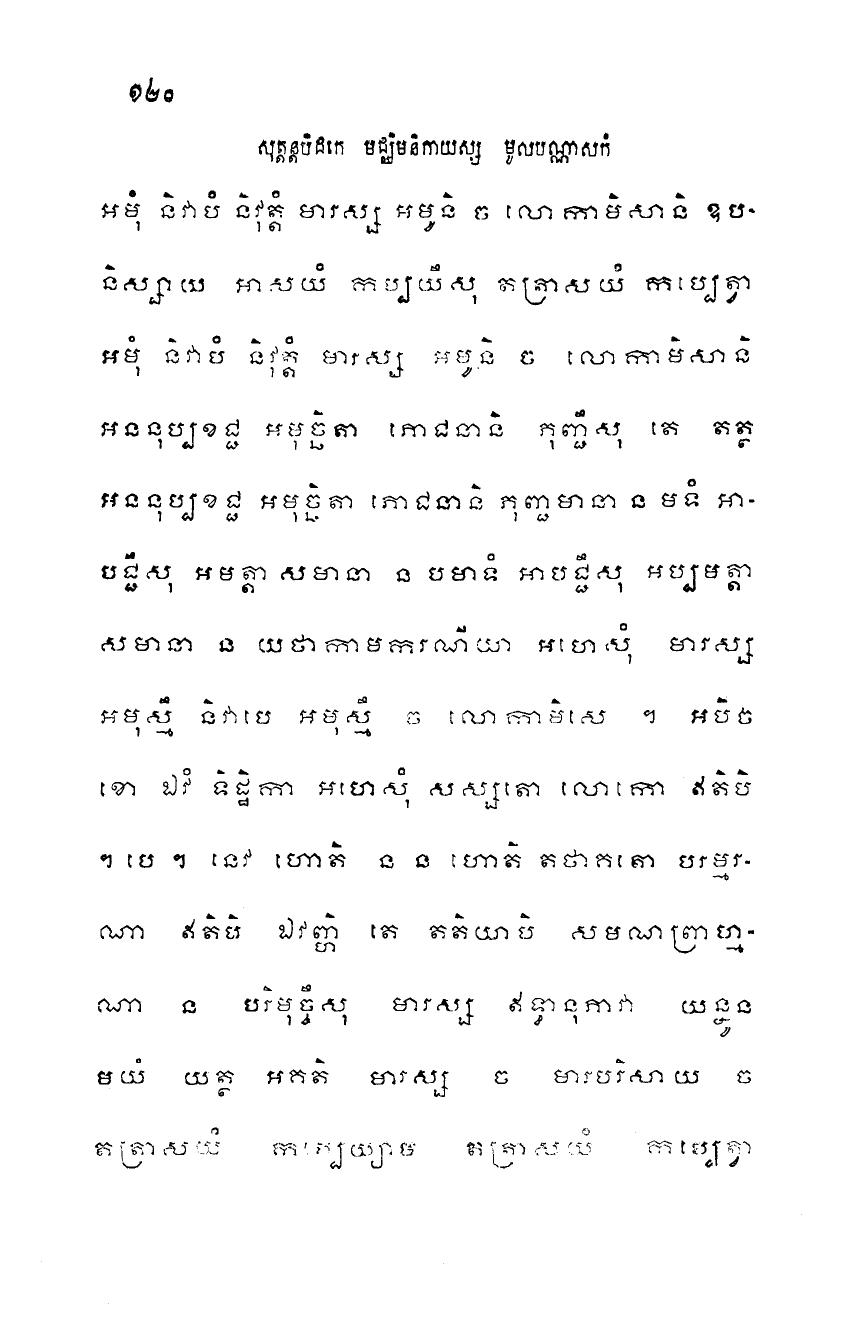 ១២០
សុត្តន្តបិដកេ មជ្ឈិមនិកាយស្ស មូលបណ្ណាសកំ
អមុំ និវាបំ និវុត្តំ មារស្ស អមូនិ ច លោកាមិសានិ ឧប-
និស្សាយ អាសយំ កប្បយឹសុ តត្រាសយំ កប្បេត្វា
អមុំ និវាបំ និវុត្តំ មារស្ស អមូនិ ច លោកាមិសានិ
អននុប្បខជ្ជ អមុច្ឆិតា ភោជនានិ ភុញ្ជឹសុ តេ តត្ថ
អននុប្បខជ្ជ អមុច្ឆិតា ភោជនានិ ភុញ្ជមានា ន មទំ អា-
បជ្ជឹសុ អមត្តា សមានា ន បមាទំ អាបជ្ជឹសុ អប្បមត្តា
សមានា ន យថាកាមករណីយា អហេសុំ មារស្ស
អមុស្មឹ និវាបេ អមុស្មឹ ច លោកាមិសេ ។ អបិច
ខោ ឯវំ ទិដ្ឋិកា អហេសុំ សស្សតោ លោកោ ឥតិបិ
។ បេ ។ នេវ ហោតិ ន ន ហោតិ តថាគតោ បរម្មរ-
ណា ឥតិបិ ឯវញ្ហិ តេ តតិយាបិ សមណព្រាហ្ម-
ណា ន បរិមុច្ចឹសុ មារស្ស ឥទ្ធានុភាវា យន្នូន
មយំ យត្ថ អគតិ មារស្ស ច មារបរិសាយ ច
តត្រាសយំ កប្បេយ្យាម តត្រាសយំ កប្បេត្វា